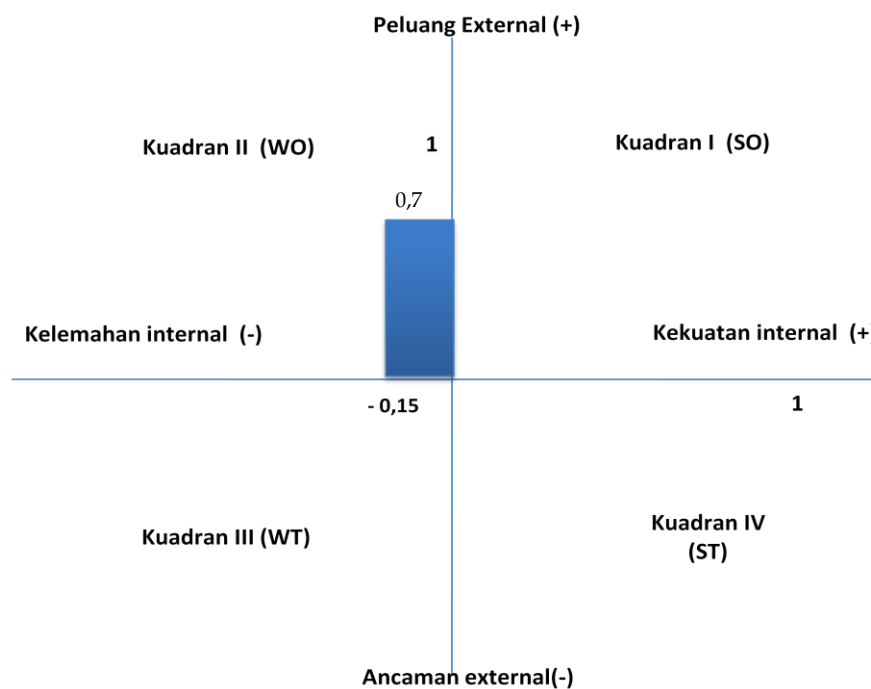 Peluang External (+)
Kuadran II (WO)
1
Kuadran I (SO)
0,7
Kelemahan internal (-)
Kekuatan internal (+)
- 0,15
1
Kuadran III (WT)
Kuadran IV
(ST)
Ancaman external(-)